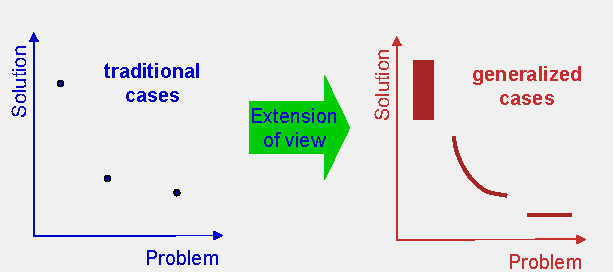 Solution
traditional
cases
Problem
Extension
of view
Solution
generalized
cases
Problem